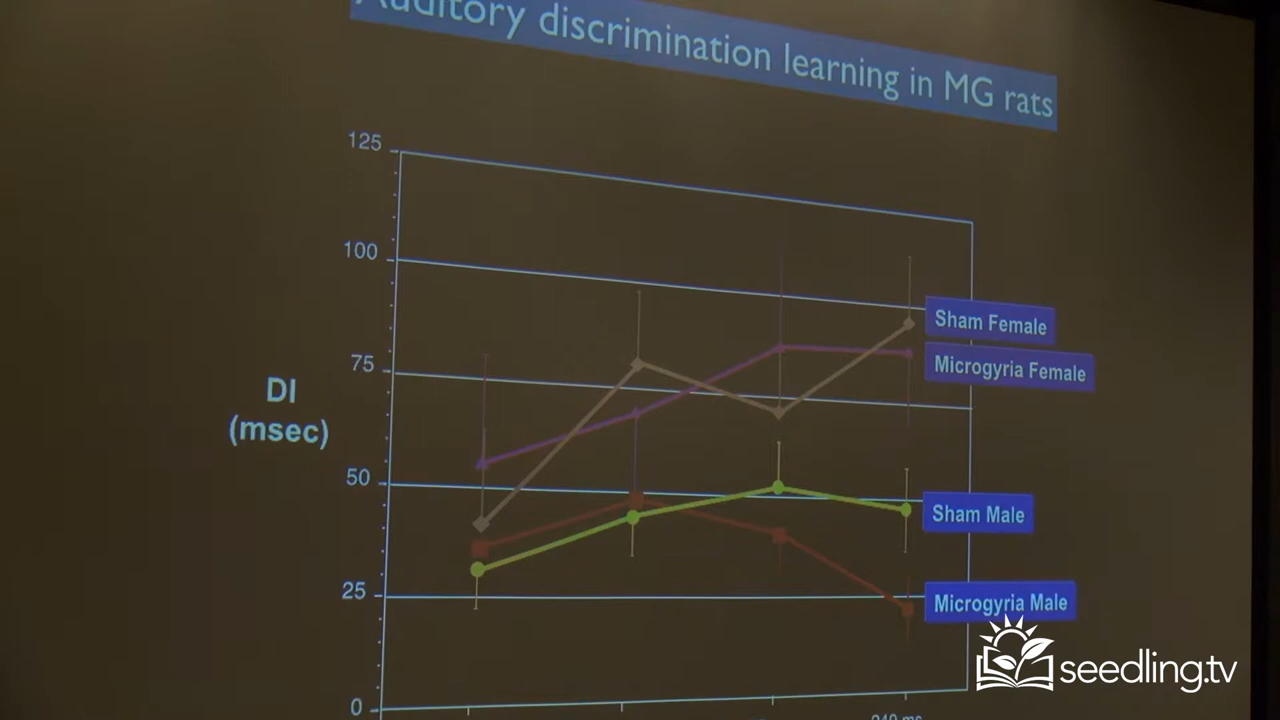 Auditory discrimination learning in MG rats
125
100
75
50
25
0
DI
(msec)
Sham Female
Microgyria Female
Sham Male
Microgyria Male
seedling.tv